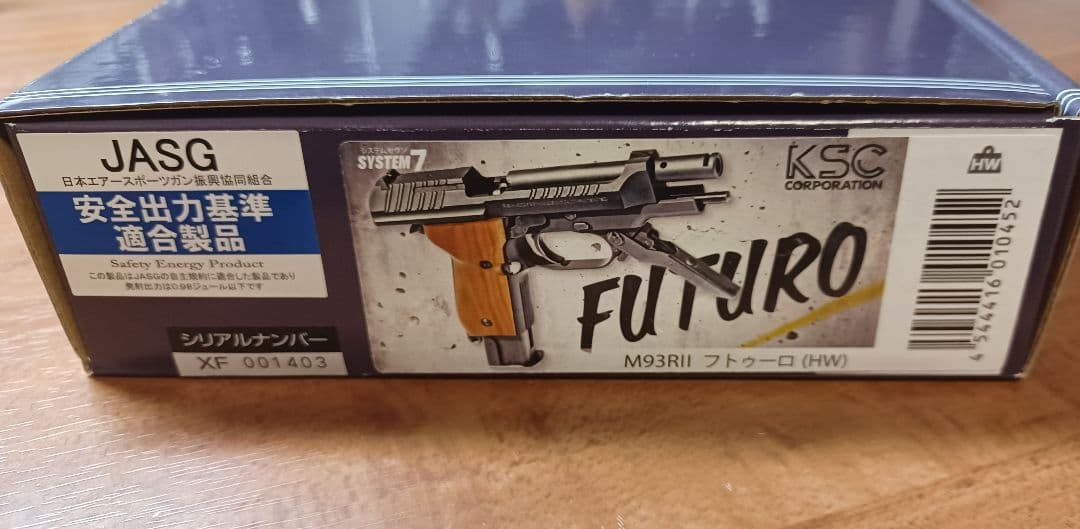 JASG
日本エアースポーツガン振興協同組合
安全出力基準
適合製品
Safety Energy Product
この製品はJASGの自主規約に適合した製品であり
発射出力は0.98ジュール以下です
シリアルナンバー
XF 001403
システムセヴン
SYSTEM7
KSC
CORPORATION
FUTURO
M93RII フトゥーロ (HW)
HW
4544416010452